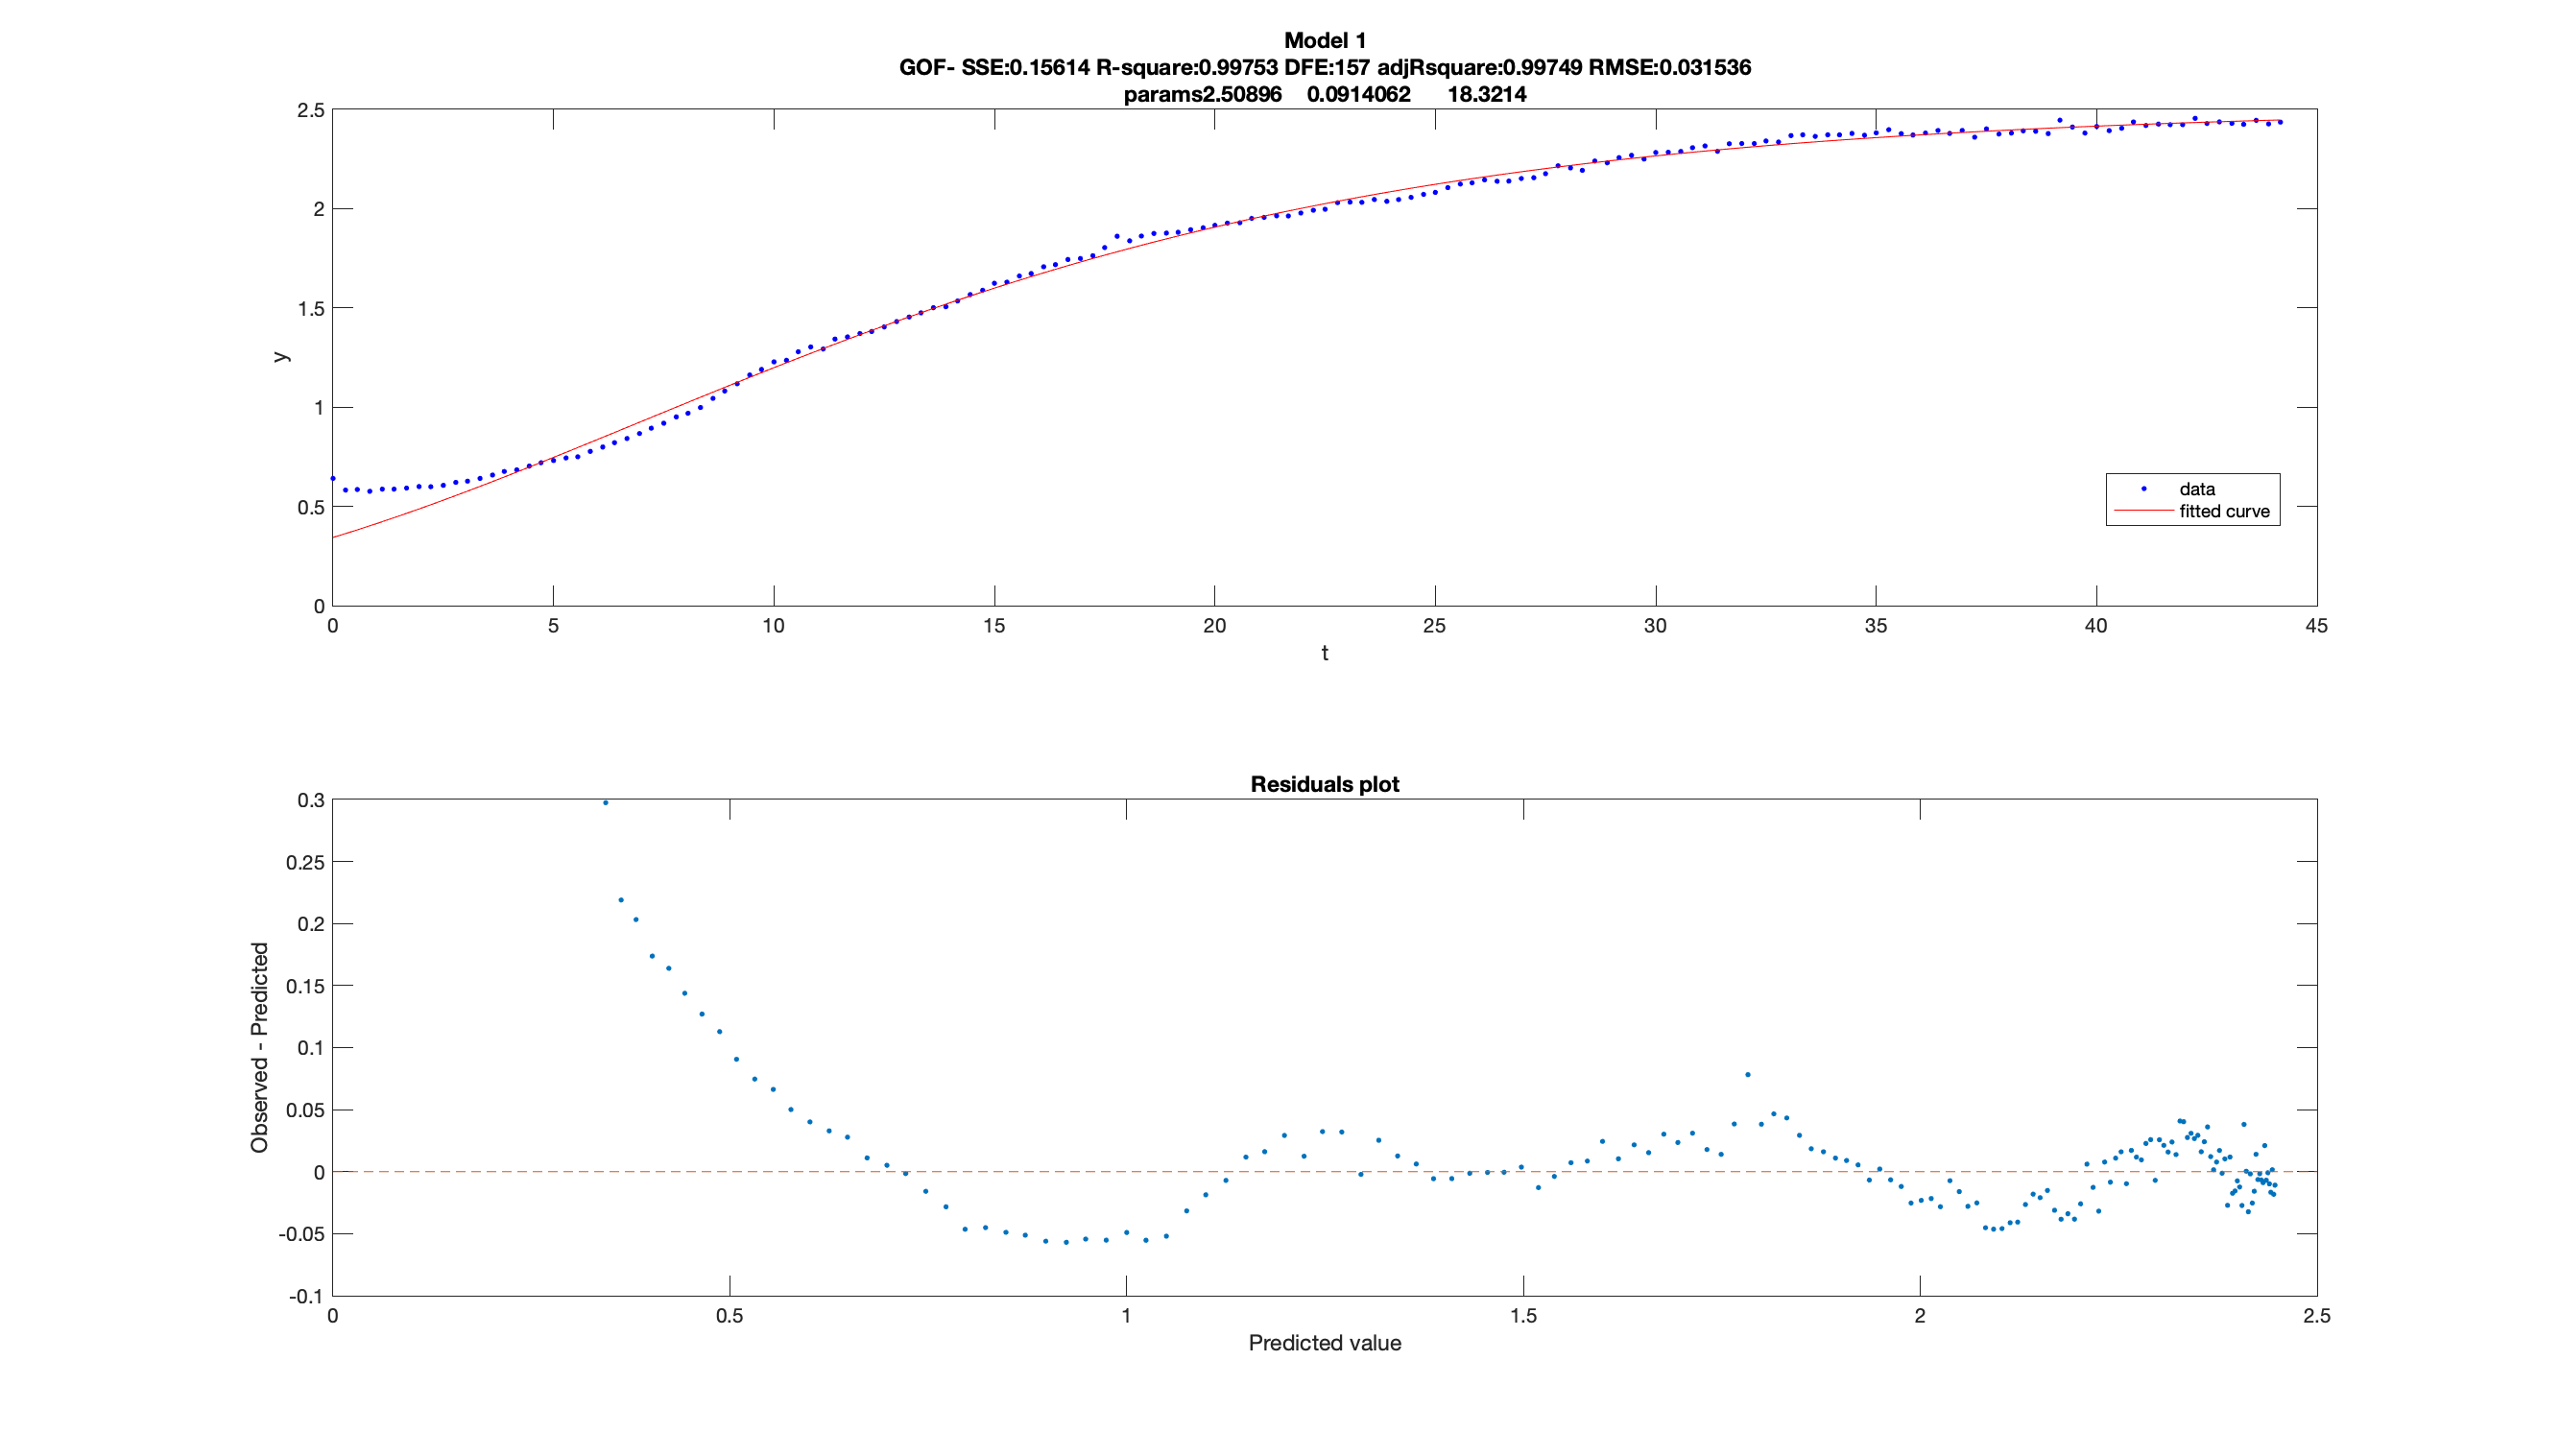 Model 1
GOF- SSE:0.15614 R-square:0.99753 DFE:157 adjRsquare:0.99749 RMSE:0.031536
params2.50896 0.0914062 18.3214
2.5
2
1.5
1
0.5
0
y
0 5 10 15 20 25 30 35 40 45
t
data
fitted curve
Residuals plot
0.3
0.25
0.2
0.15
0.1
0.05
0
-0.05
-0.1
Observed - Predicted
0 0.5 1 1.5 2 2.5
Predicted value